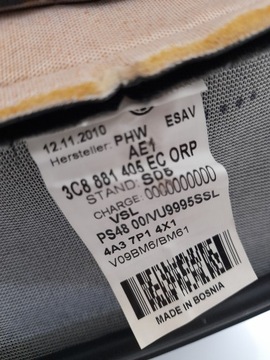 12.11.2010 ESAV
Hersteller: PHW
AE1
3C8 881 405 EC ORP
STAND: SD8
CHARGE: 0000000000
VSL
PS48 00/VU9995SSL
4A3 7P1 4X1
V09BM6/BM61
MADE IN BOSNIA